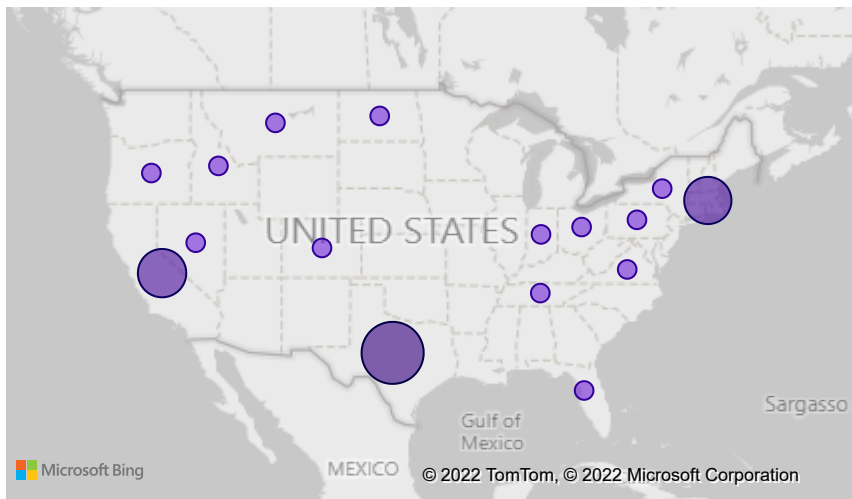 UNITED STATES
Sargasso
Gulf of
Mexico
MEXICO
Microsoft Bing
© 2022 TomTom, © 2022 Microsoft Corporation